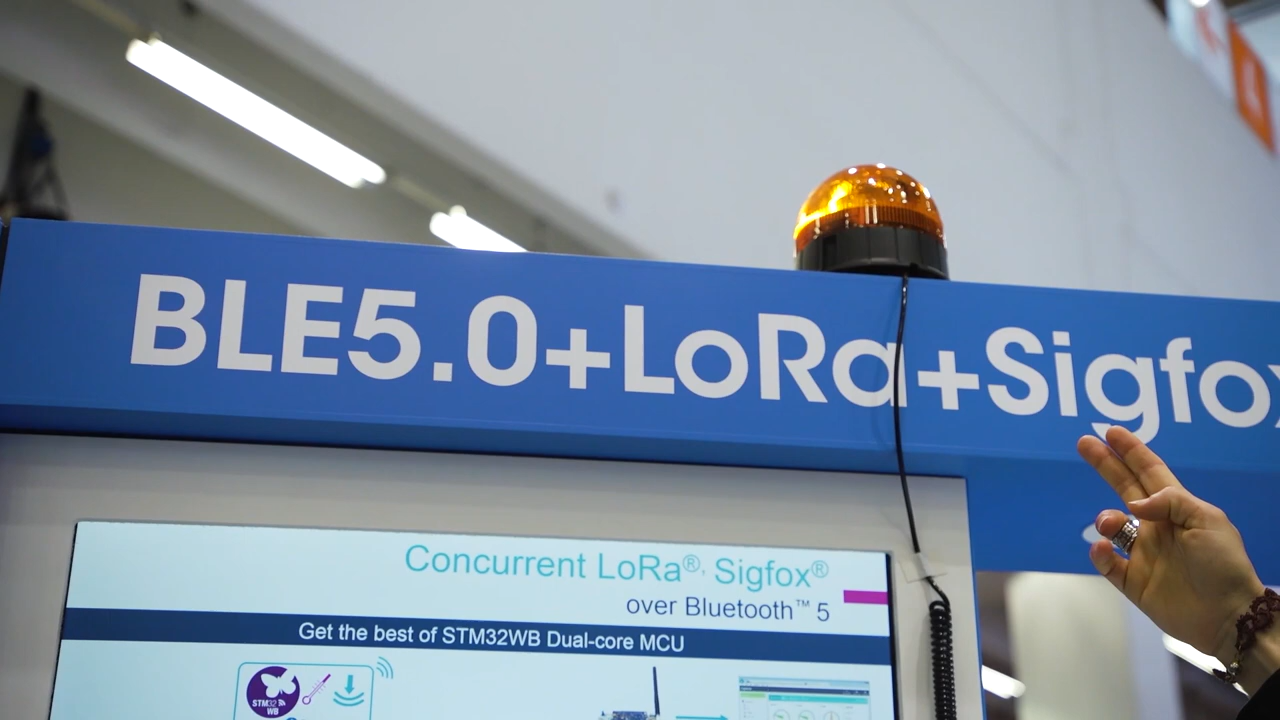 BLE5.0+LoRa+Sigfox
Concurrent LoRa®, Sigfox®
over Bluetooth™ 5
Get the best of STM32WB Dual-core MCU
STM32
WB